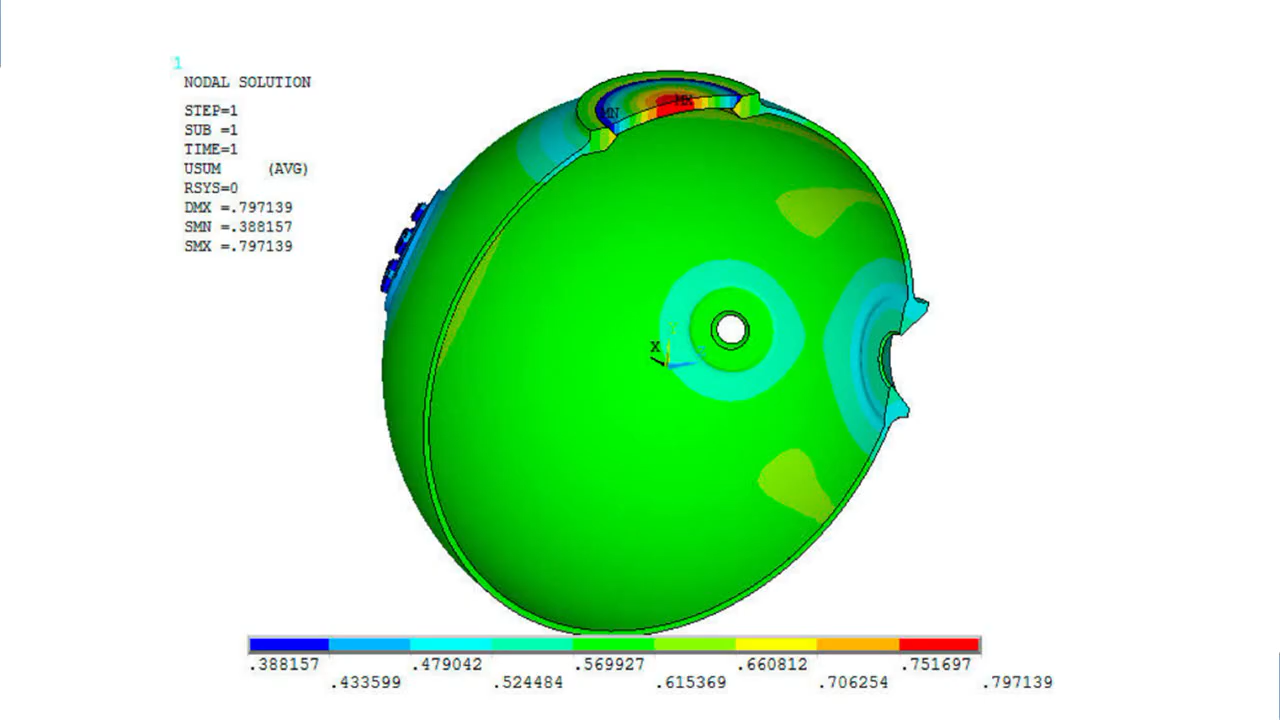 1
NODAL SOLUTION
STEP=1
SUB =1
TIME=1
USUM (AVG)
RSYS=0
DMX =.797139
SMN =.388157
SMX =.797139
MN
MX
X
Y
Z
.388157 .479042 .569927 .660812 .751697
.433599 .524484 .615369 .706254 .797139